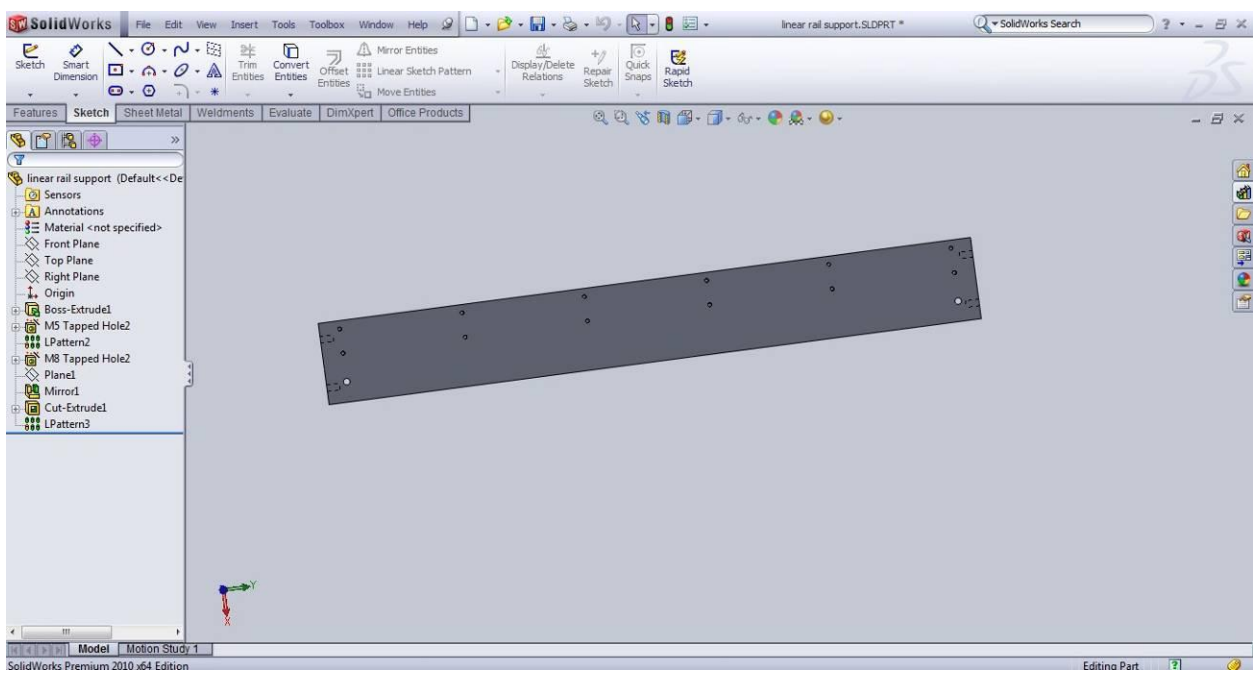 SolidWorks File Edit View Insert Tools Toolbox Window Help linear rail support.SLDPRT * SolidWorks Search ?
Sketch Smart Dimension Trim Entities Convert Entities Offset Entities Mirror Entities Linear Sketch Pattern Move Entities Display/Delete Relations Repair Sketch Quick Snaps Rapid Sketch
Features Sketch Sheet Metal Weldments Evaluate DimXpert Office Products
linear rail support (Default<<De
Sensors
Annotations
Material <not specified>
Front Plane
Top Plane
Right Plane
Origin
Boss-Extrude1
M5 Tapped Hole2
LPattern2
M8 Tapped Hole2
Plane1
Mirror1
Cut-Extrude1
LPattern3
Y
X
Model Motion Study 1
SolidWorks Premium 2010 x64 Edition Editing Part ?